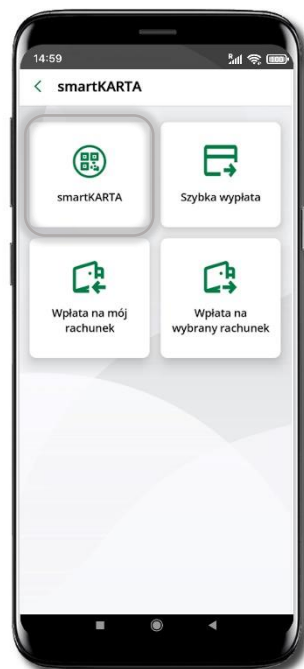 14:59
smartKARTA
smartKARTA
Szybka wypłata
Wpłata na mój
rachunek
Wpłata na
wybrany rachunek